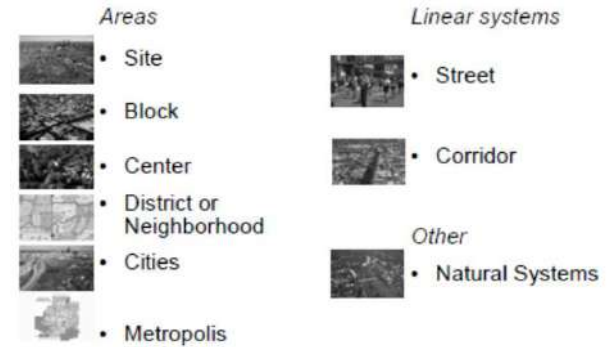 Areas
• Site
• Block
• Center
• District or
Neighborhood
• Cities
• Metropolis
Linear systems
• Street
• Corridor
Other
• Natural Systems